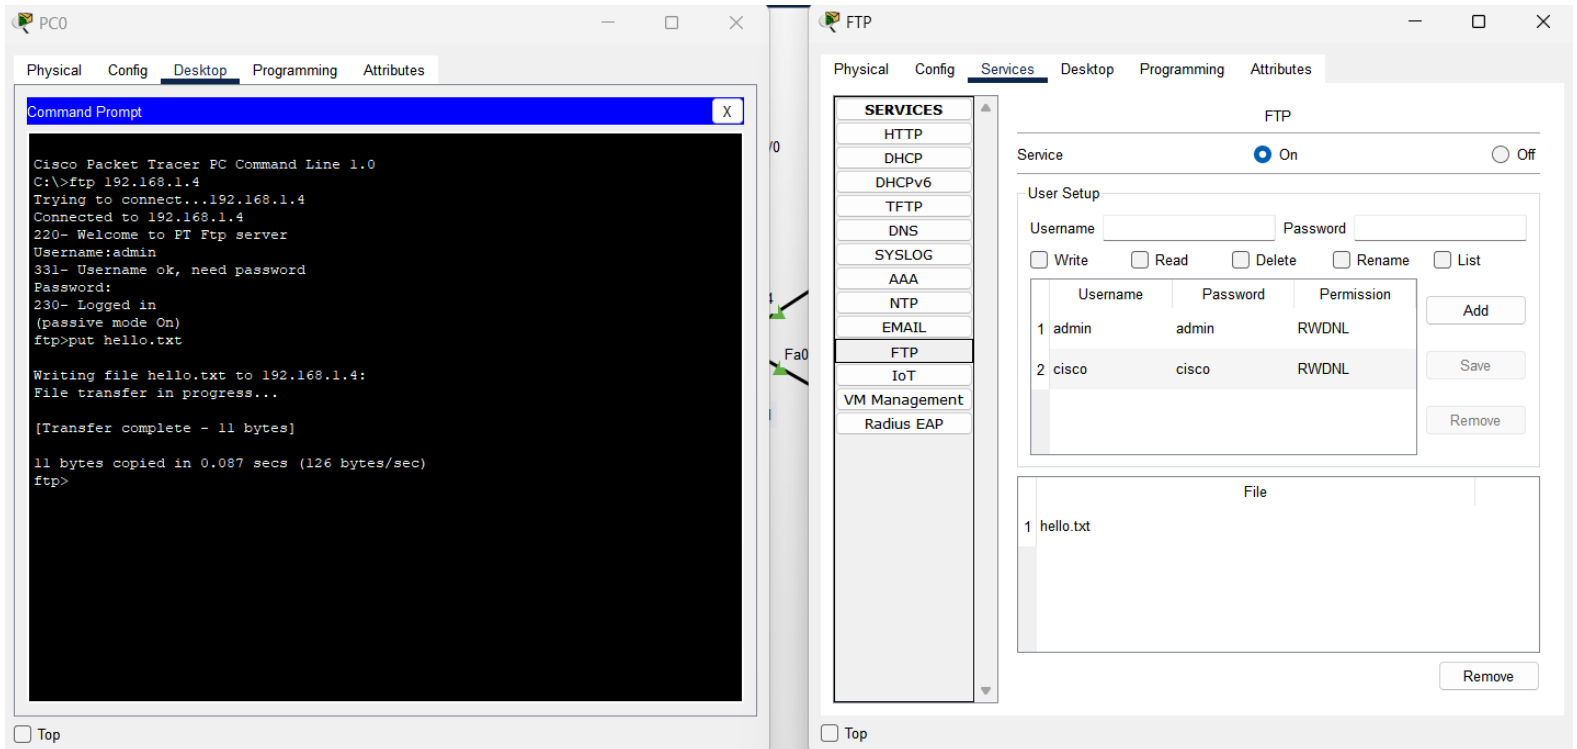 PC0
Physical Config Desktop Programming Attributes
Command Prompt
X
Cisco Packet Tracer PC Command Line 1.0
C:\>ftp 192.168.1.4
Trying to connect...192.168.1.4
Connected to 192.168.1.4
220- Welcome to PT Ftp server
Username:admin
331- Username ok, need password
Password:
230- Logged in
(passive mode On)
ftp>put hello.txt
Writing file hello.txt to 192.168.1.4:
File transfer in progress...
[Transfer complete - 11 bytes]
11 bytes copied in 0.087 secs (126 bytes/sec)
ftp>
Top
/0
Fa0
FTP
Physical Config Services Desktop Programming Attributes
SERVICES
HTTP
DHCP
DHCPv6
TFTP
DNS
SYSLOG
AAA
NTP
EMAIL
FTP
IoT
VM Management
Radius EAP
FTP
Service On Off
User Setup
Username Password
Write Read Delete Rename List
Username Password Permission
1 admin admin RWDNL
2 cisco cisco RWDNL
Add
Save
Remove
File
1 hello.txt
Remove
Top